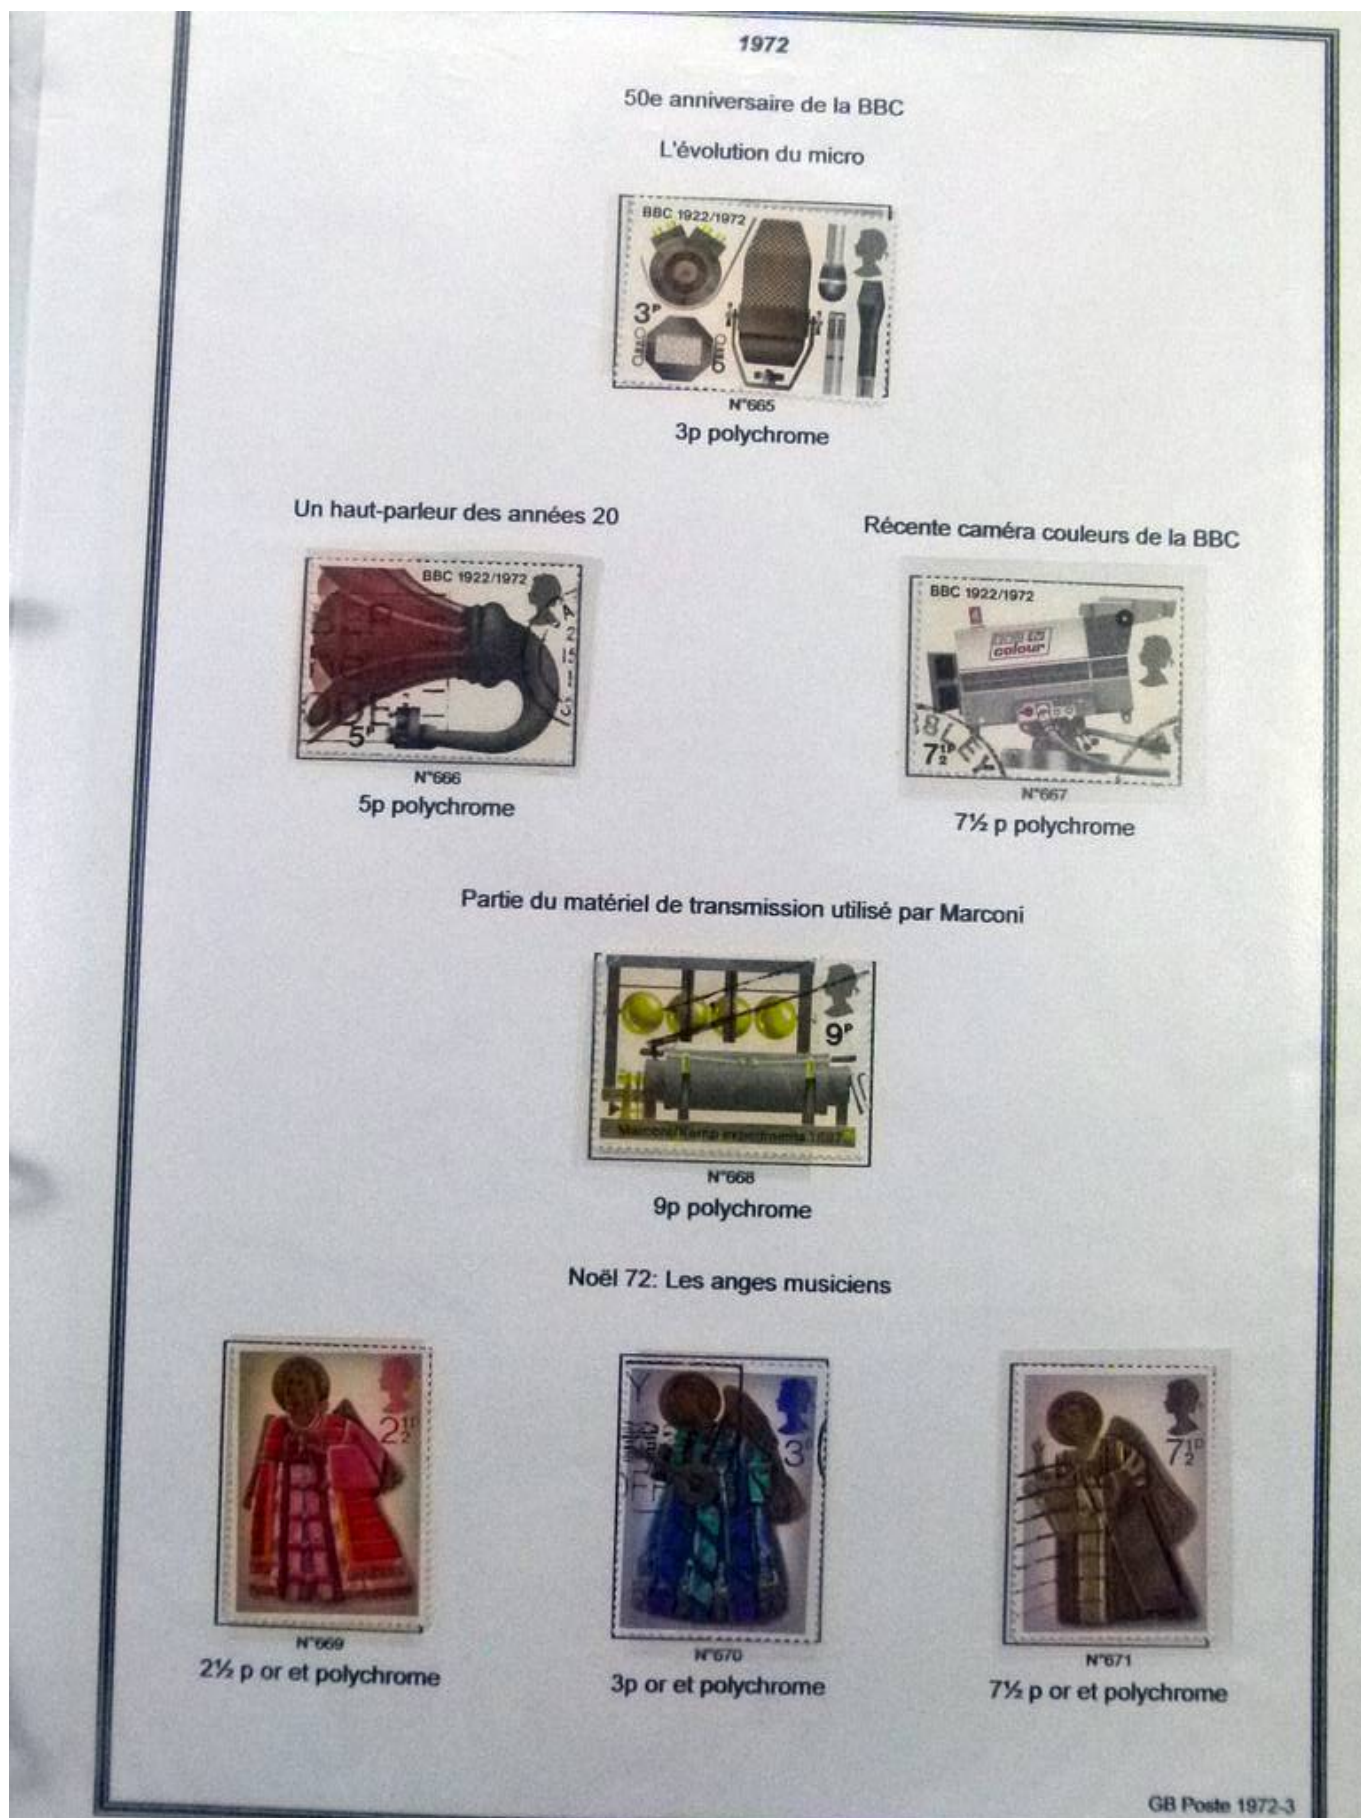 1972
50e anniversaire de la BBC
L'évolution du micro
BBC 1922/1972
3P
N°665
3p polychrome
Un haut-parleur des années 20
Récente caméra couleurs de la BBC
BBC 1922/1972
5P
N°666
5p polychrome
BBC 1922/1972
colour
BLEY
7½P
N°667
7½ p polychrome
Partie du matériel de transmission utilisé par Marconi
9P
Marconi/Kemp experiments 1897
N°668
9p polychrome
Noël 72: Les anges musiciens
2½P
N°669
2½ p or et polychrome
3P
N°670
3p or et polychrome
7½P
N°671
7½ p or et polychrome
GB Poste 1972-3